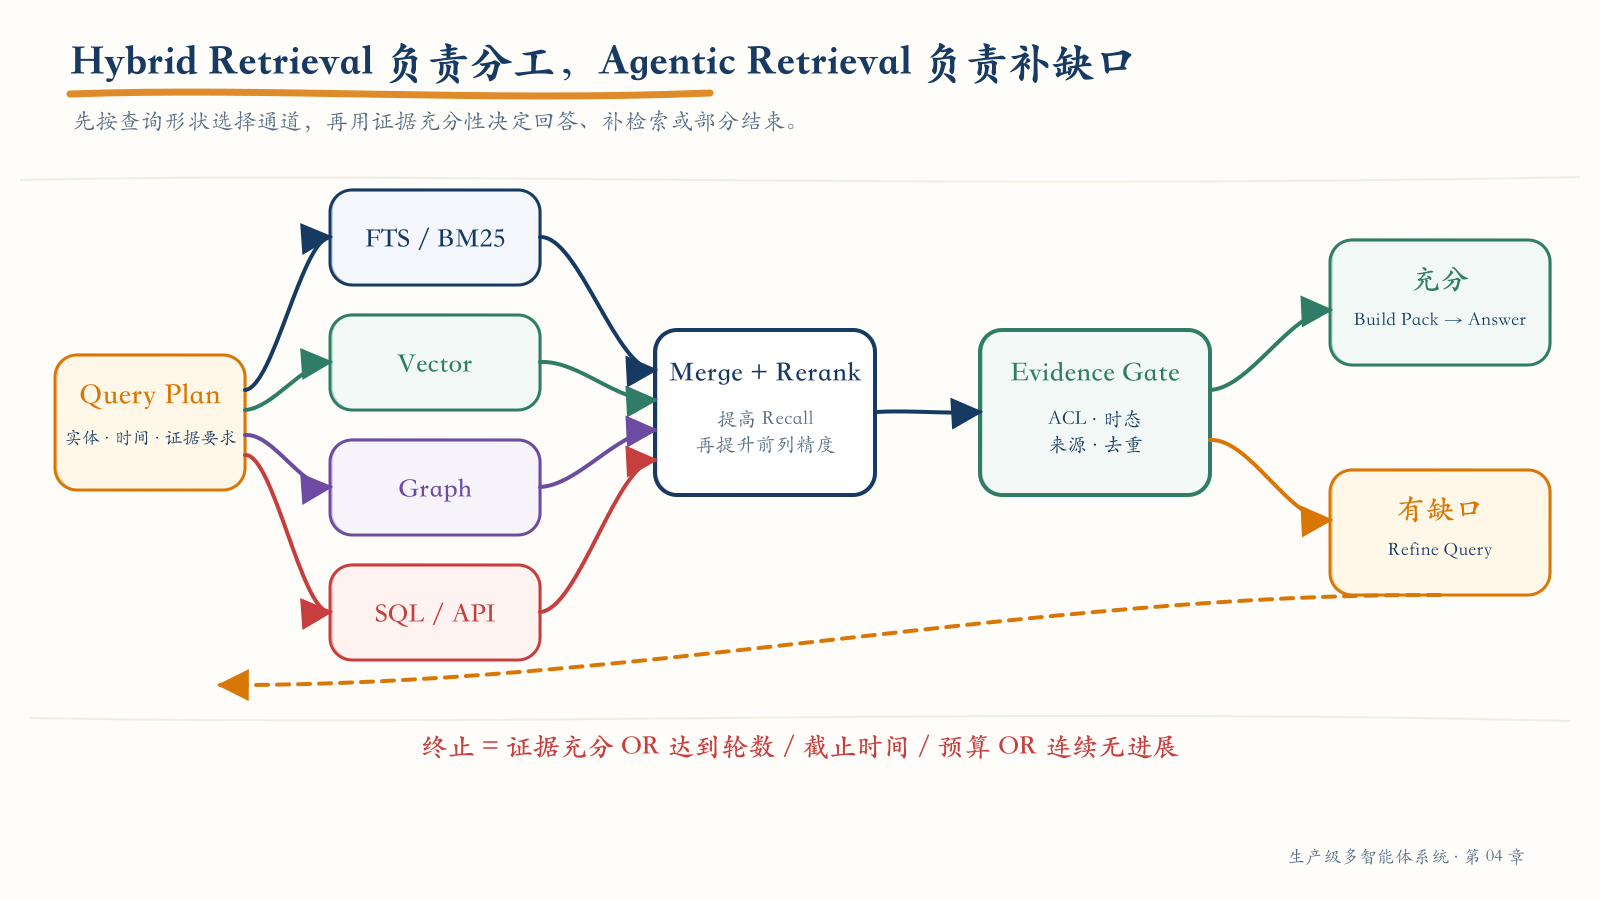 Hybrid Retrieval 负责分工，Agentic Retrieval 负责补缺口
先按查询形状选择通道，再用证据充分性决定回答、补检索或部分结束。
Query Plan
实体 · 时间 · 证据要求
FTS / BM25
Vector
Graph
SQL / API
Merge + Rerank
提高 Recall
再提升前列精度
Evidence Gate
ACL · 时态
来源 · 去重
充分
Build Pack → Answer
有缺口
Refine Query
终止 = 证据充分 OR 达到轮数 / 截止时间 / 预算 OR 连续无进展
生产级多智能体系统 · 第 04 章